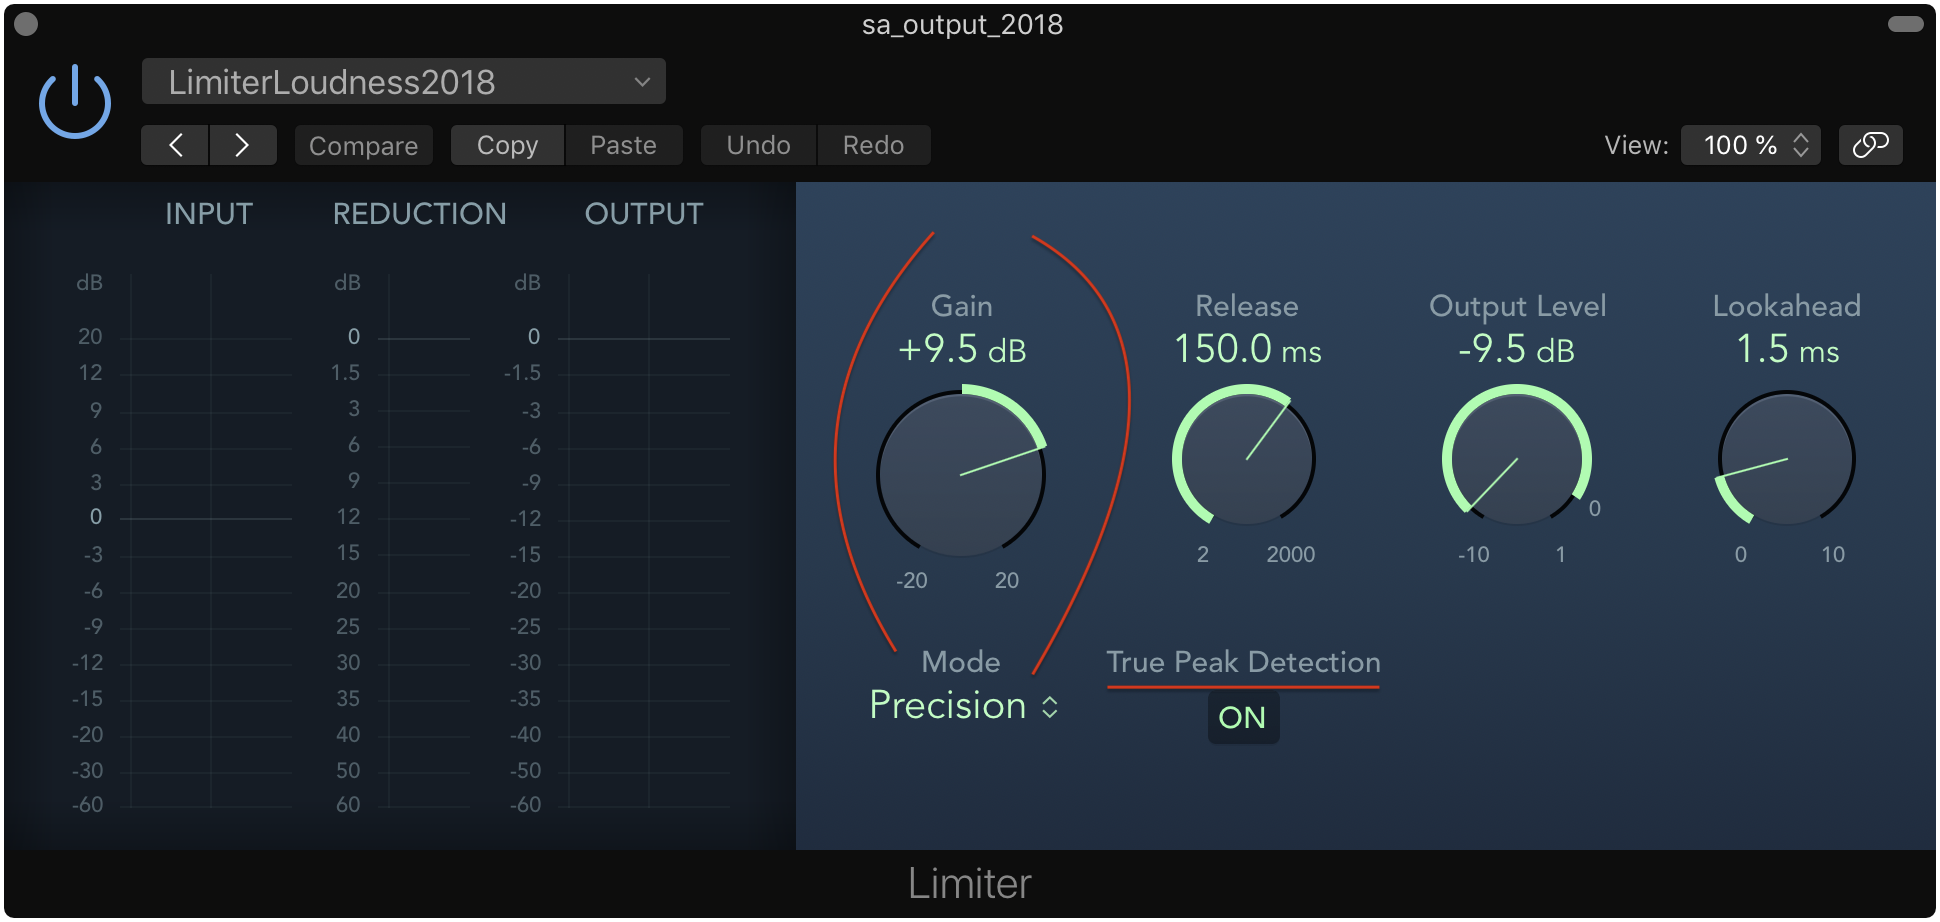 sa_output_2018
LimiterLoudness2018
Compare Copy Paste Undo Redo View: 100 %
INPUT REDUCTION OUTPUT
dB dB dB
20 0 0
12 1.5 -1.5
9 3 -3
6 6 -6
3 9 -9
0 12 -12
-3 15 -15
-6 20 -20
-9 25 -25
-12 30 -30
-15 35 -35
-20 40 -40
-30 50 -50
-60 60 -60
Gain Release Output Level Lookahead
+9.5 dB 150.0 ms -9.5 dB 1.5 ms
0
2 2000 -10 1 0 10
-20 20
Mode True Peak Detection
Precision ON
Limiter